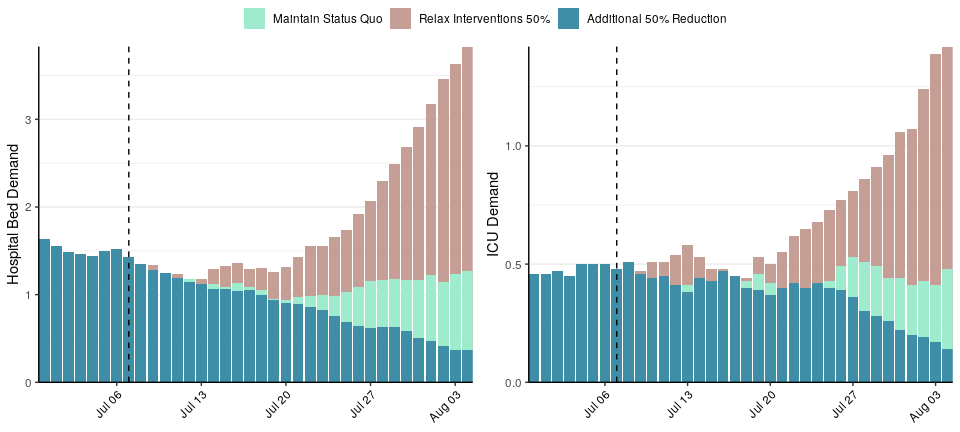 Maintain Status Quo Relax Interventions 50% Additional 50% Reduction
Hospital Bed Demand
3
2
1
0
Jul 06 Jul 13 Jul 20 Jul 27 Aug 03
ICU Demand
1.0
0.5
0.0
Jul 06 Jul 13 Jul 20 Jul 27 Aug 03